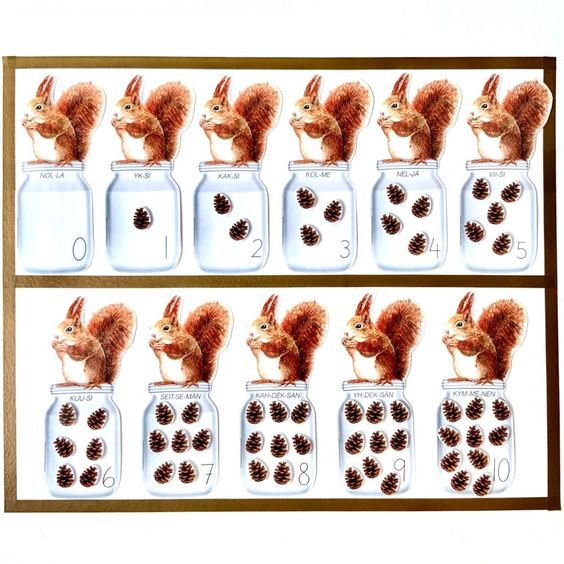 NOL-LA
0
YK-SI
1
KAK-SI
2
KOL-ME
3
NEL-JÄ
4
VII-SI
5
KUU-SI
6
SEIT-SE-MÄN
7
KAH-DEK-SAN
8
YH-DEK-SÄN
9
KYM-ME-NEN
10